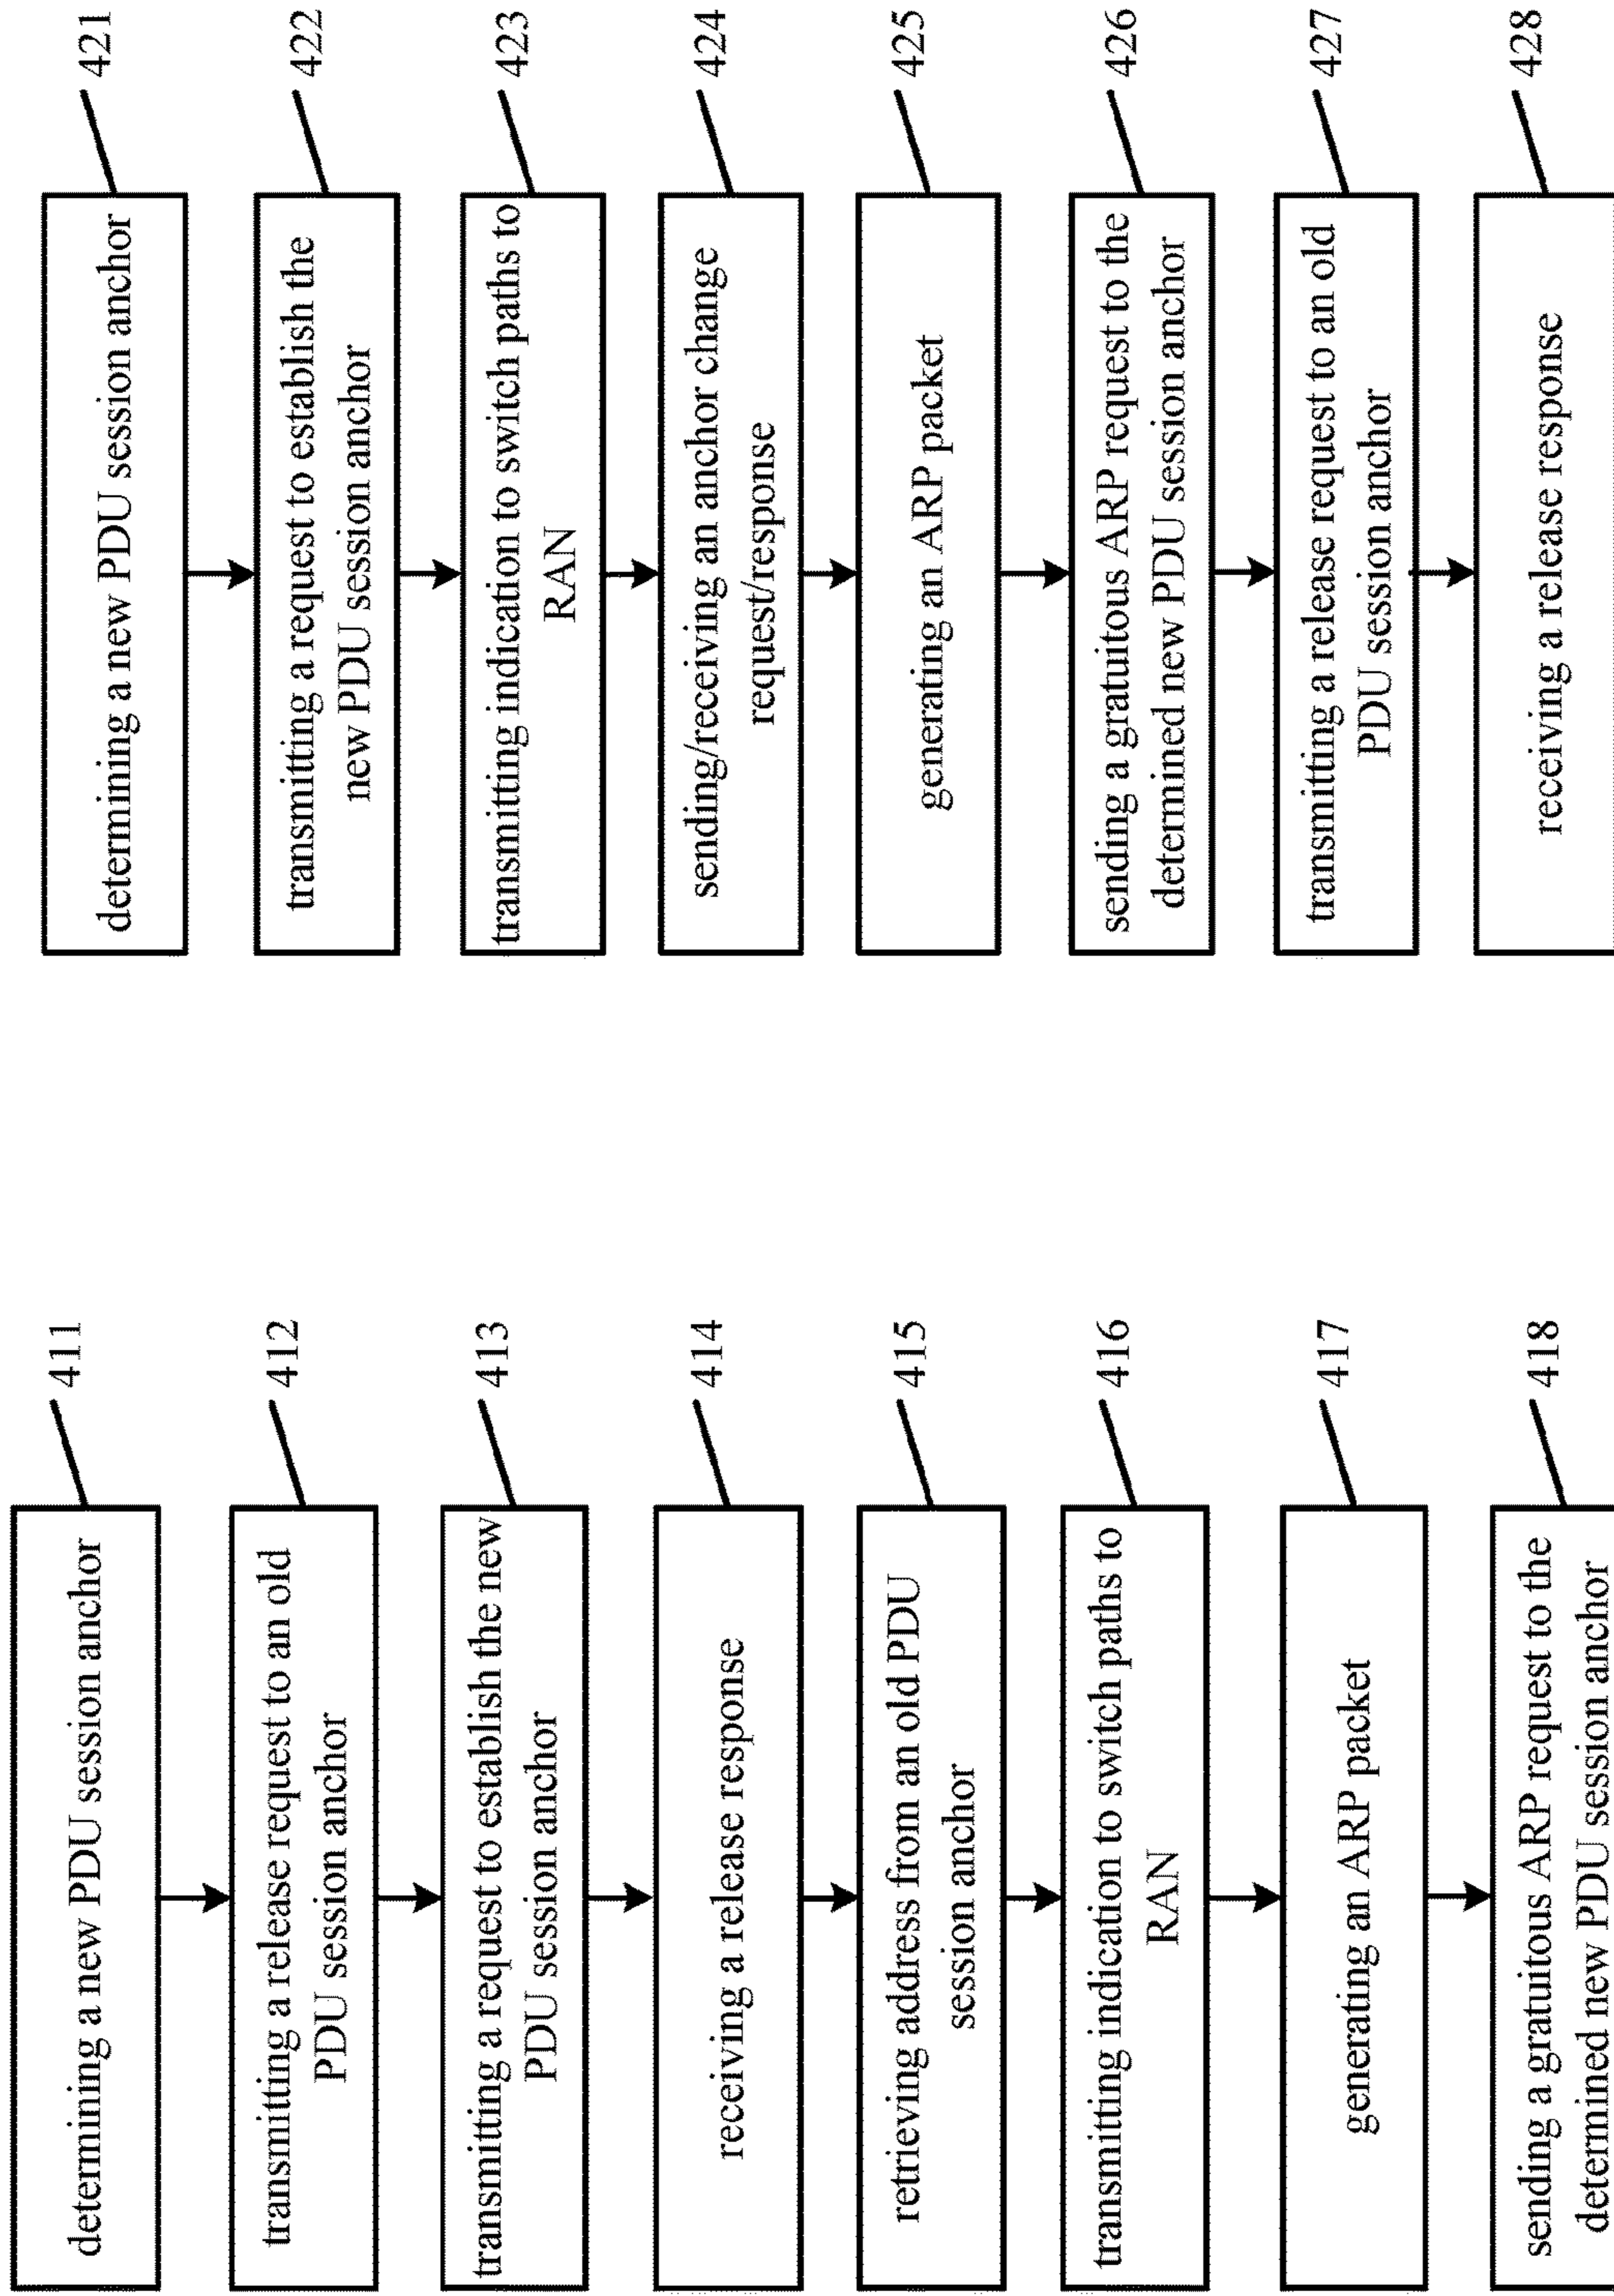 determining a new PDU session anchor
411
transmitting a release request to an old
PDU session anchor
412
transmitting a request to establish the new
PDU session anchor
413
receiving a release response
414
retrieving address from an old PDU
session anchor
415
transmitting indication to switch paths to
RAN
416
generating an ARP packet
417
sending a gratuitous ARP request to the
determined new PDU session anchor
418
determining a new PDU session anchor
421
transmitting a request to establish the
new PDU session anchor
422
transmitting indication to switch paths to
RAN
423
sending/receiving an anchor change
request/response
424
generating an ARP packet
425
sending a gratuitous ARP request to the
determined new PDU session anchor
426
transmitting a release request to an old
PDU session anchor
427
receiving a release response
428